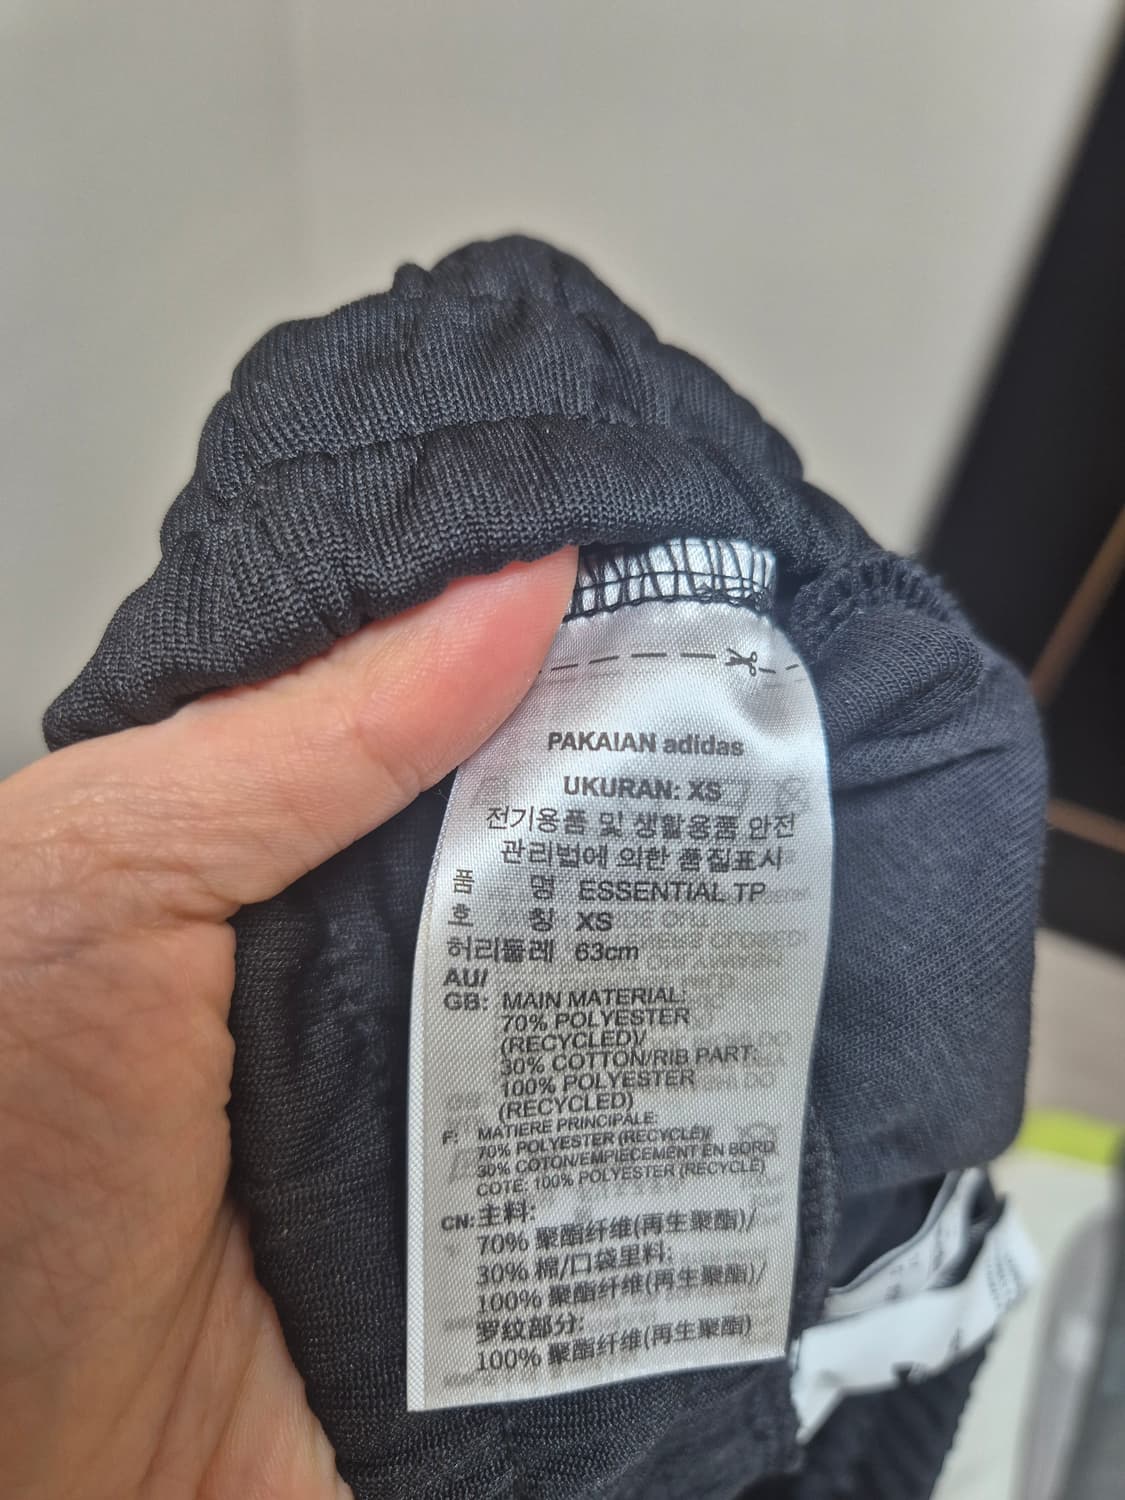 PAKAIAN adidas
UKURAN: XS
전기용품 및 생활용품 안전
관리법에 의한 품질표시
품 명 ESSENTIAL TP
호 칭 XS
허리둘레 63cm
AU/
GB: MAIN MATERIAL:
70% POLYESTER
(RECYCLED)/
30% COTTON/RIB PART:
100% POLYESTER
(RECYCLED)
F: MATIERE PRINCIPALE:
70% POLYESTER (RECYCLÉ)/
30% COTON/EMPIECEMENT EN BORD
COTE: 100% POLYESTER (RECYCLÉ)
CN: 主料:
70% 聚酯纤维(再生聚酯)/
30% 棉/口袋里料:
100% 聚酯纤维(再生聚酯)/
罗纹部分:
100% 聚酯纤维(再生聚酯)